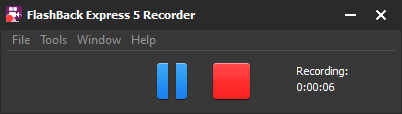 FlashBack Express 5 Recorder
File Tools Window Help
Recording:
0:00:06